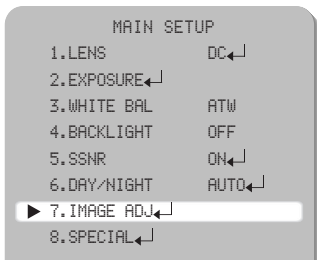 MAIN SETUP
1.LENS DC↵
2.EXPOSURE↵
3.WHITE BAL ATW
4.BACKLIGHT OFF
5.SSNR ON↵
6.DAY/NIGHT AUTO↵
▶ 7.IMAGE ADJ↵
8.SPECIAL↵